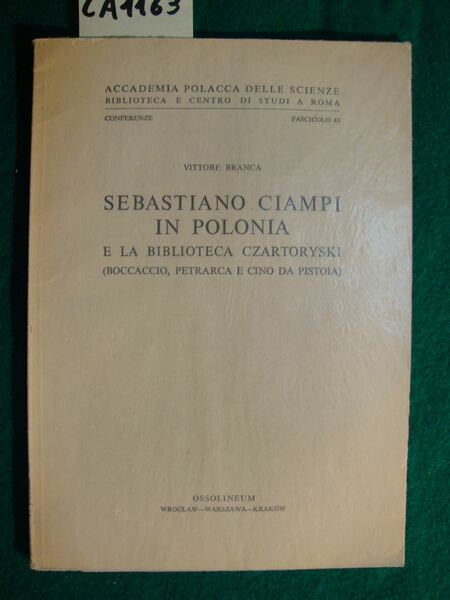 CA1163
ACCADEMIA POLACCA DELLE SCIENZE
BIBLIOTECA E CENTRO DI STUDI A ROMA
CONFERENZE FASCICOLO 43
VITTORE BRANCA
SEBASTIANO CIAMPI
IN POLONIA
E LA BIBLIOTECA CZARTORYSKI
(BOCCACCIO, PETRARCA E CINO DA PISTOIA)
OSSOLINEUM
WROCŁAW—WARSZAWA—KRAKÓW